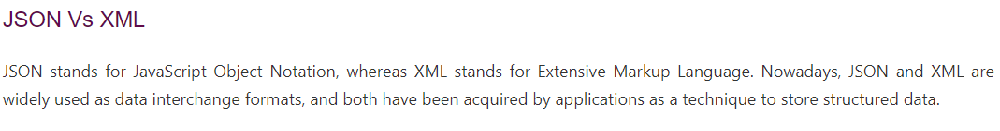 JSON Vs XML
JSON stands for JavaScript Object Notation, whereas XML stands for Extensive Markup Language. Nowadays, JSON and XML are
widely used as data interchange formats, and both have been acquired by applications as a technique to store structured data.